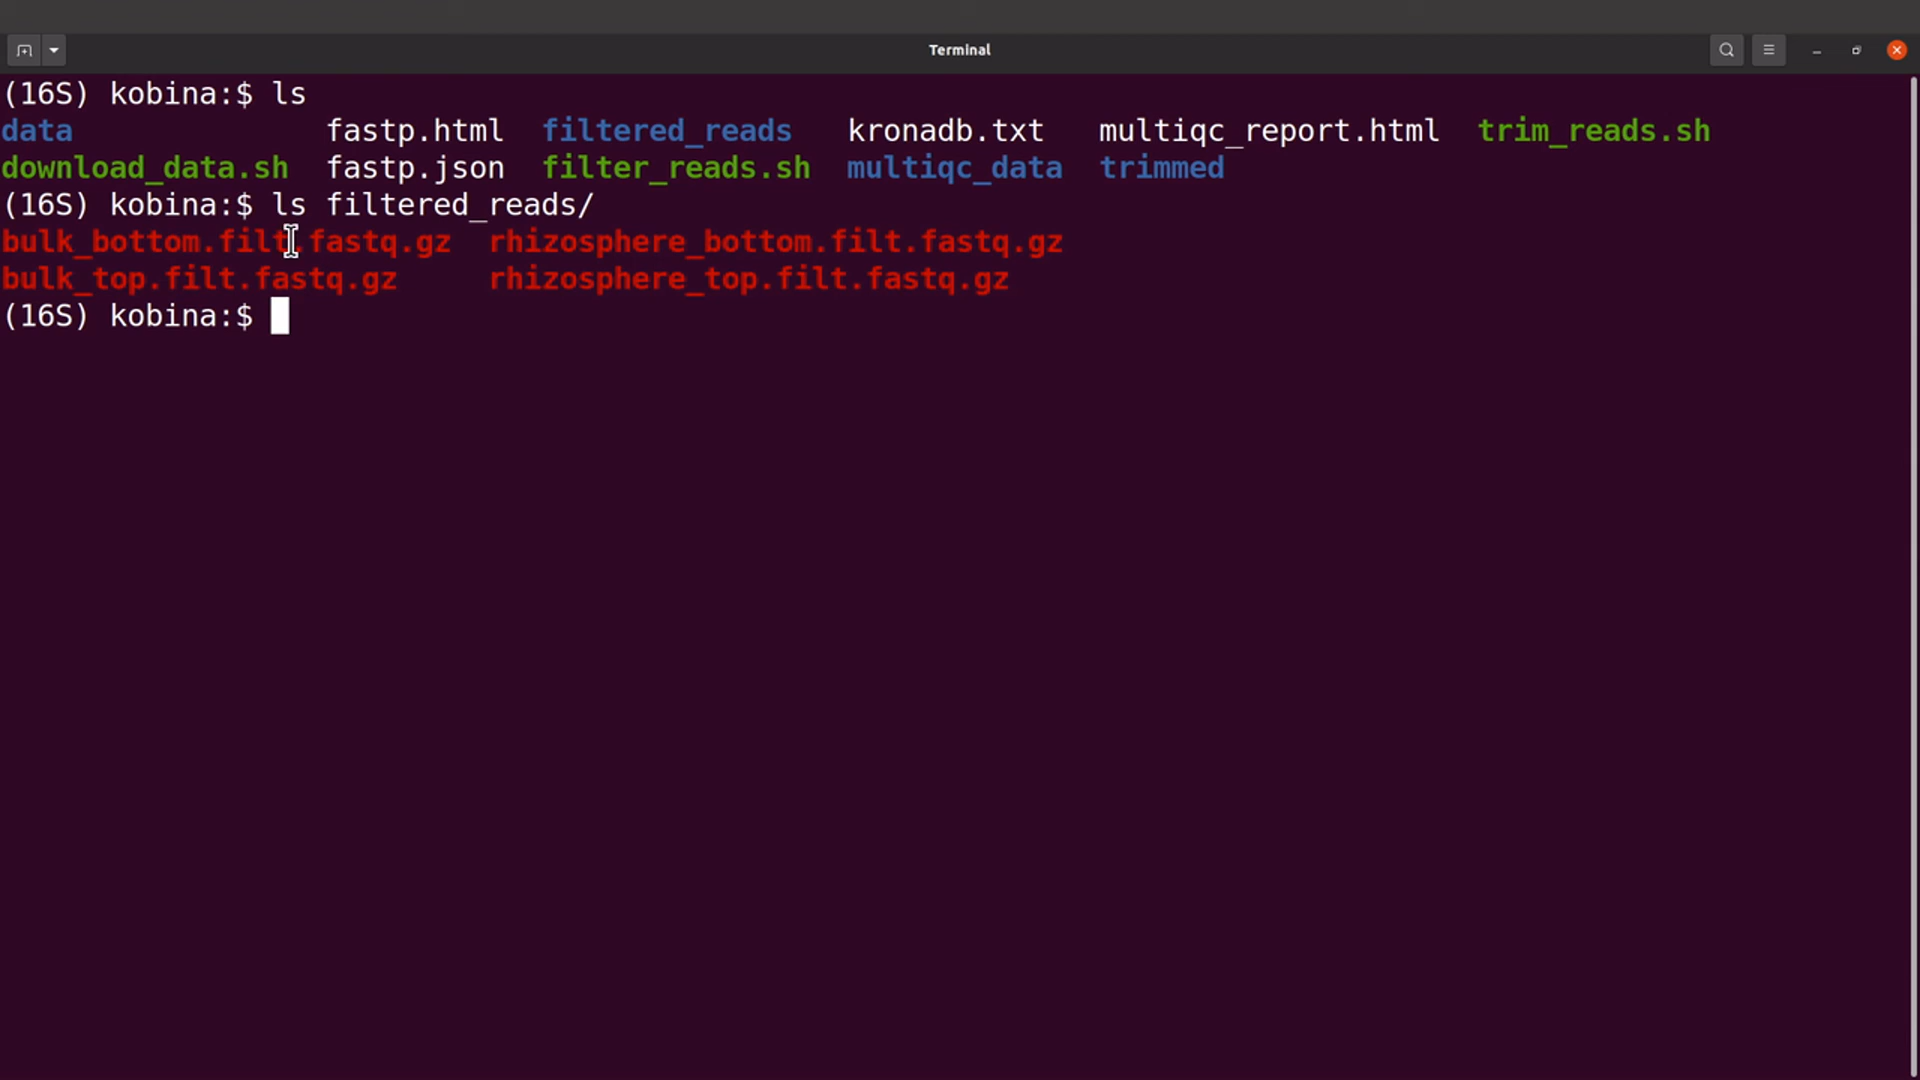 Terminal
(16S) kobina:$ ls
data fastp.html filtered_reads kronadb.txt multiqc_report.html trim_reads.sh
download_data.sh fastp.json filter_reads.sh multiqc_data trimmed
(16S) kobina:$ ls filtered_reads/
bulk_bottom.filt.fastq.gz rhizosphere_bottom.filt.fastq.gz
bulk_top.filt.fastq.gz rhizosphere_top.filt.fastq.gz
(16S) kobina:$